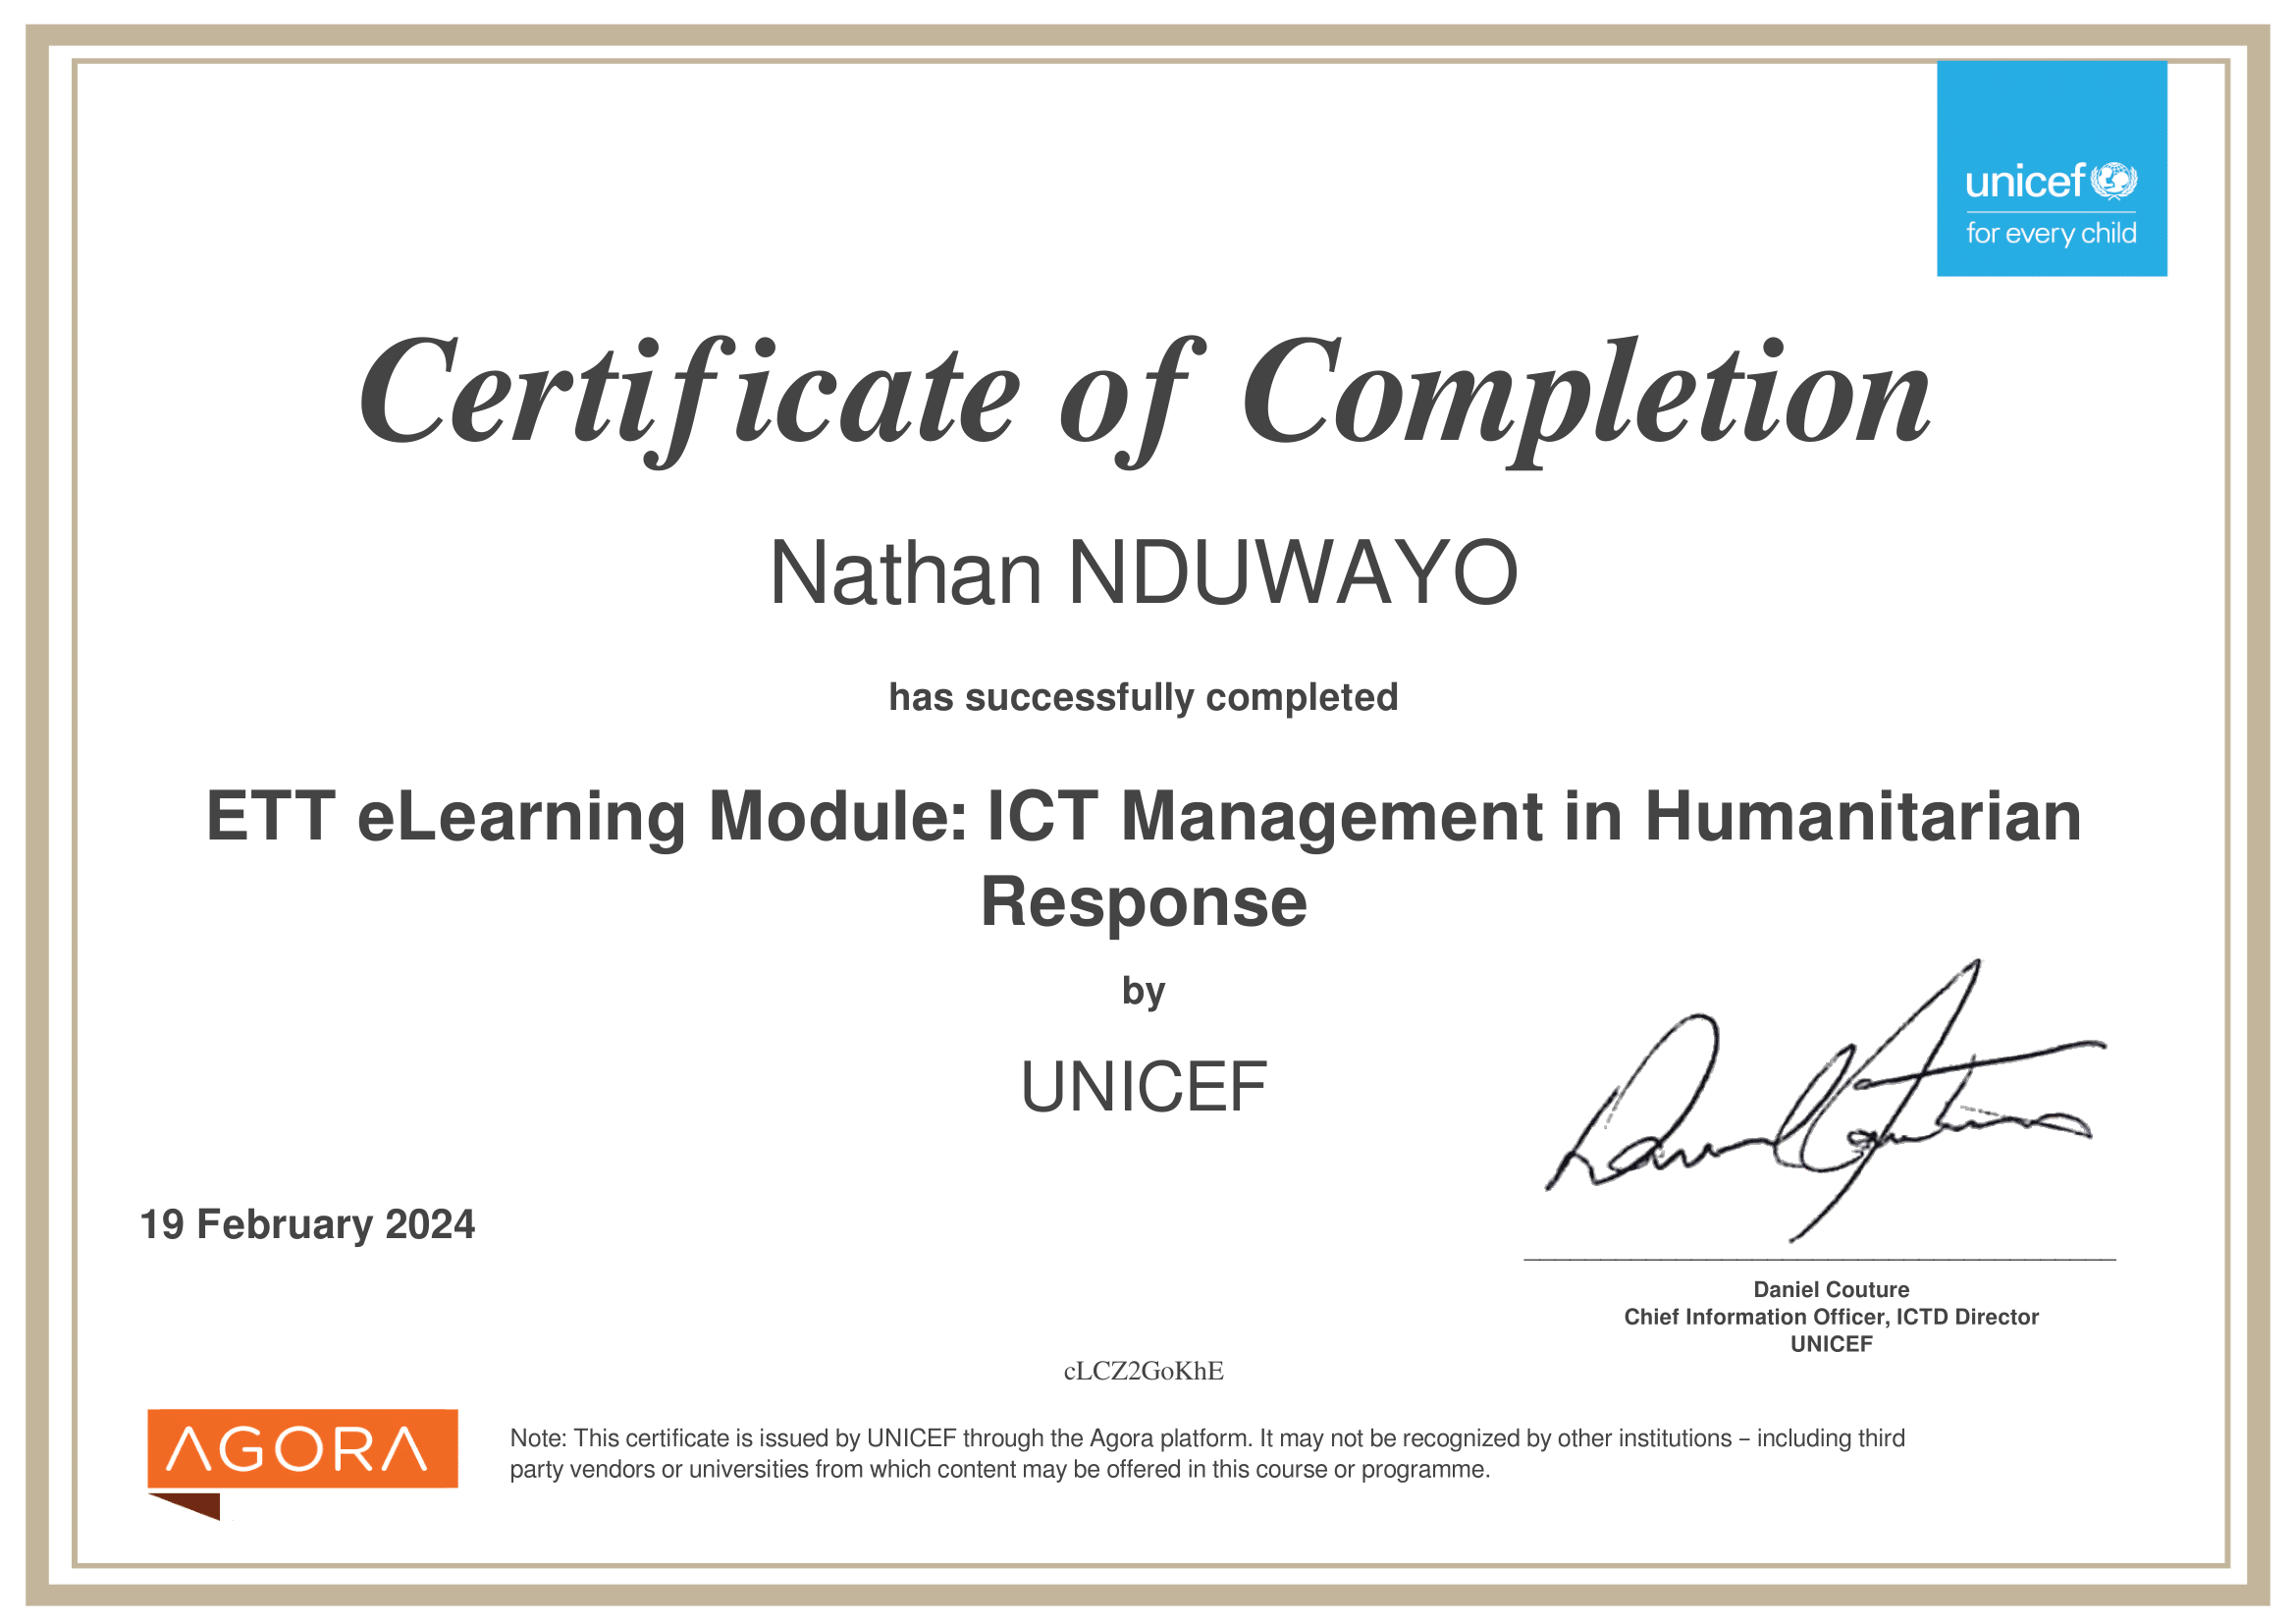 unicef
for every child
Certificate of Completion
Nathan NDUWAYO
has successfully completed
ETT eLearning Module: ICT Management in Humanitarian
Response
by
UNICEF
19 February 2024
Daniel Couture
Chief Information Officer, ICTD Director
UNICEF
cLCZ2GoKhE
AGORA
Note: This certificate is issued by UNICEF through the Agora platform. It may not be recognized by other institutions – including third
party vendors or universities from which content may be offered in this course or programme.